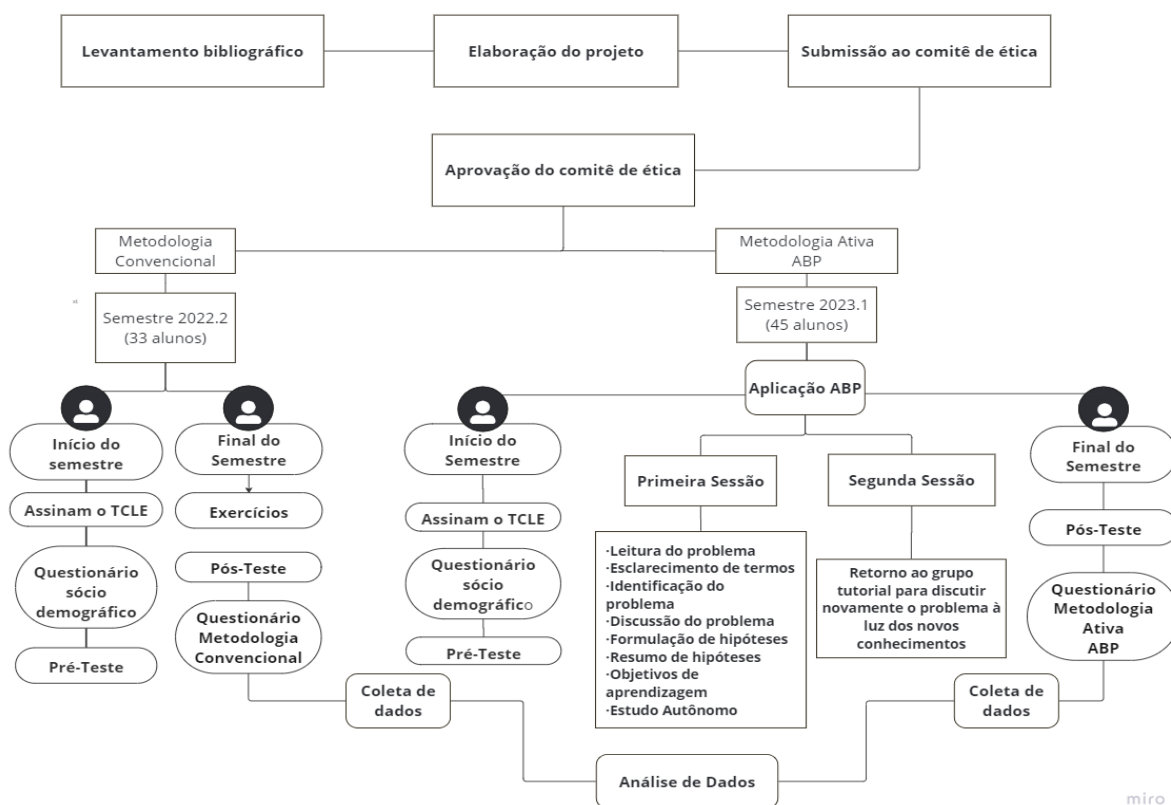 Levantamento bibliográfico
Elaboração do projeto
Submissão ao comitê de ética
Aprovação do comitê de ética
Metodologia
Convencional
Metodologia Ativa
ABP
Semestre 2022.2
(33 alunos)
Semestre 2023.1
(45 alunos)
Aplicação ABP
Início do
semestre
Assinam o TCLE
Questionário
sócio
demográfico
Pré-Teste
Final do
Semestre
Exercícios
Pós-Teste
Questionário
Metodologia
Convencional
Início do
Semestre
Assinam o TCLE
Questionário
sócio
demográfico
Pré-Teste
Primeira Sessão
·Leitura do problema
·Esclarecimento de termos
·Identificação do
problema
·Discussão do problema
·Formulação de hipóteses
·Resumo de hipóteses
·Objetivos de
aprendizagem
·Estudo Autônomo
Segunda Sessão
Retorno ao grupo
tutorial para discutir
novamente o problema à
luz dos novos
conhecimentos
Final do
Semestre
Pós-Teste
Questionário
Metodologia
Ativa
ABP
Coleta de
dados
Coleta de
dados
Análise de Dados
miro